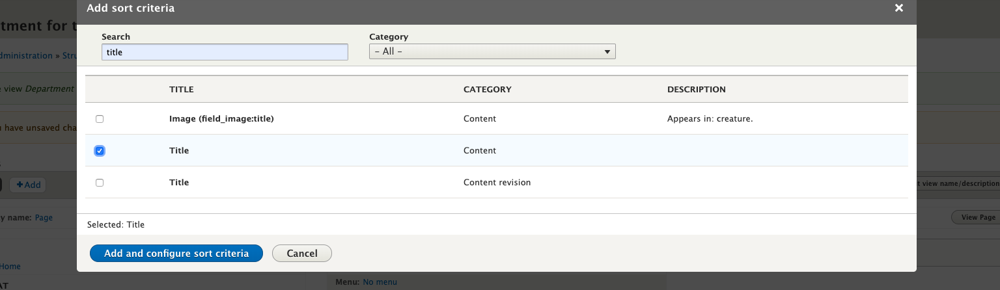 Add sort criteria
tment for t
Search
Category
title
– All –
dministration » Stru
TITLE
CATEGORY
DESCRIPTION
e view Department
Image (field_image:title)
Content
Appears in: creature.
u have unsaved cha
Title
Content
Title
Content revision
+Add
t view name/description
y name: Page
View Page
Selected: Title
Add and configure sort criteria
Cancel
Home
AT
Menu: No menu